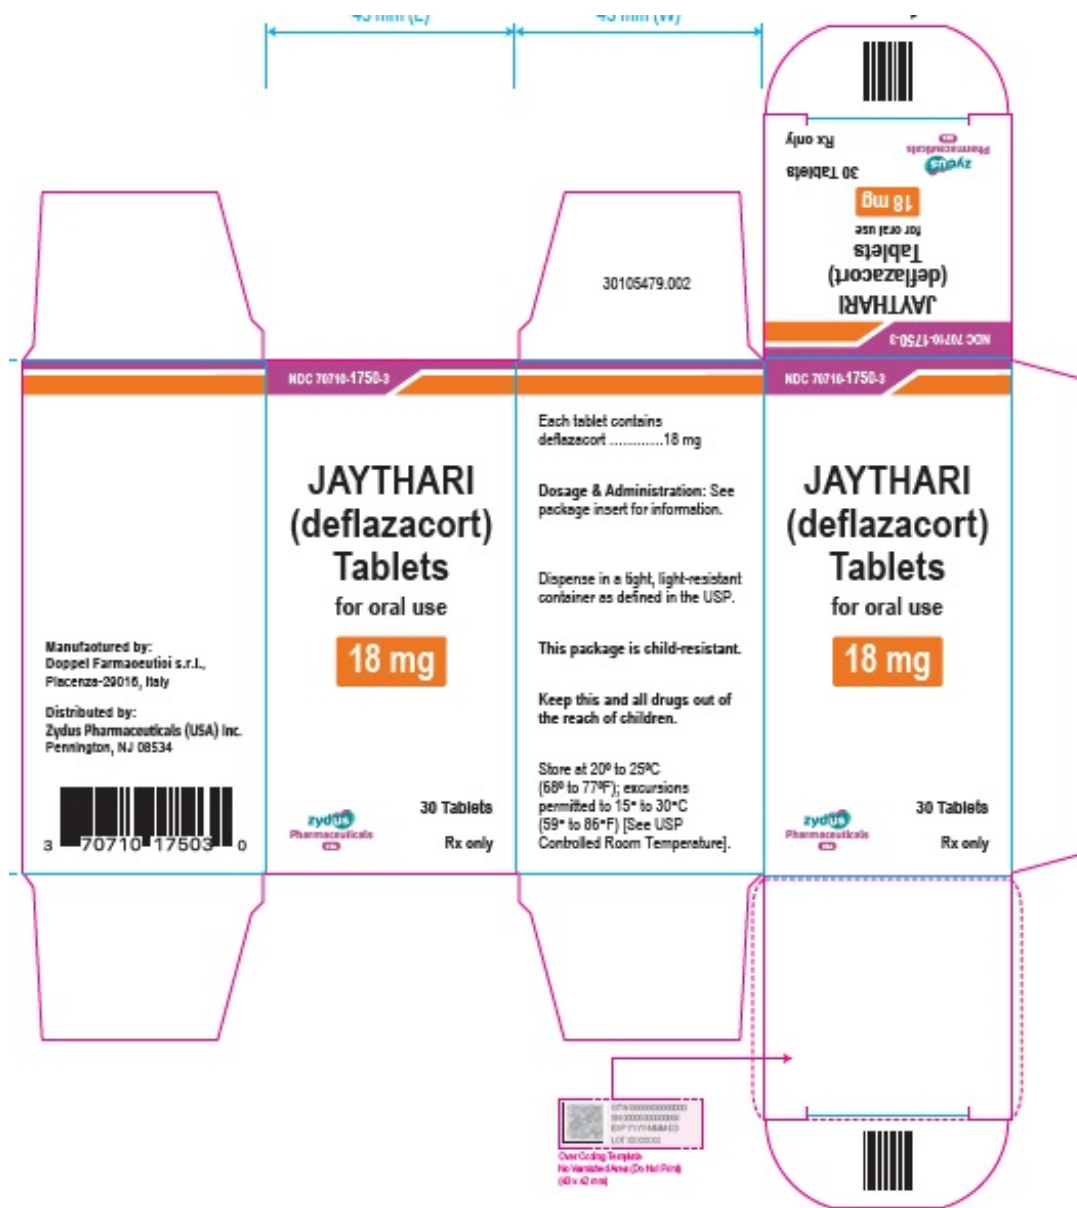 45 mm (L)
45 mm (W)
NDC 70710-1750-3
JAYTHARI
(deflazacort)
Tablets
for oral use
18 mg
30 Tablets
Rx only
zydus
Pharmaceuticals
30105479.002
Manufactured by:
Doppel Farmaceutici s.r.l.,
Piacenza-29016, Italy
Distributed by:
Zydus Pharmaceuticals (USA) Inc.
Pennington, NJ 08534
3 70710 17503 0
NDC 70710-1750-3
JAYTHARI
(deflazacort)
Tablets
for oral use
18 mg
30 Tablets
Rx only
zydus
Pharmaceuticals
Each tablet contains
deflazacort .............18 mg
Dosage & Administration: See
package insert for information.
Dispense in a tight, light-resistant
container as defined in the USP.
This package is child-resistant.
Keep this and all drugs out of
the reach of children.
Store at 20º to 25ºC
(68º to 77ºF); excursions
permitted to 15° to 30°C
(59° to 86°F) [See USP
Controlled Room Temperature].
NDC 70710-1750-3
JAYTHARI
(deflazacort)
Tablets
for oral use
18 mg
30 Tablets
Rx only
zydus
Pharmaceuticals
Over Coding Template
No Varnished Area (Do Not Print)